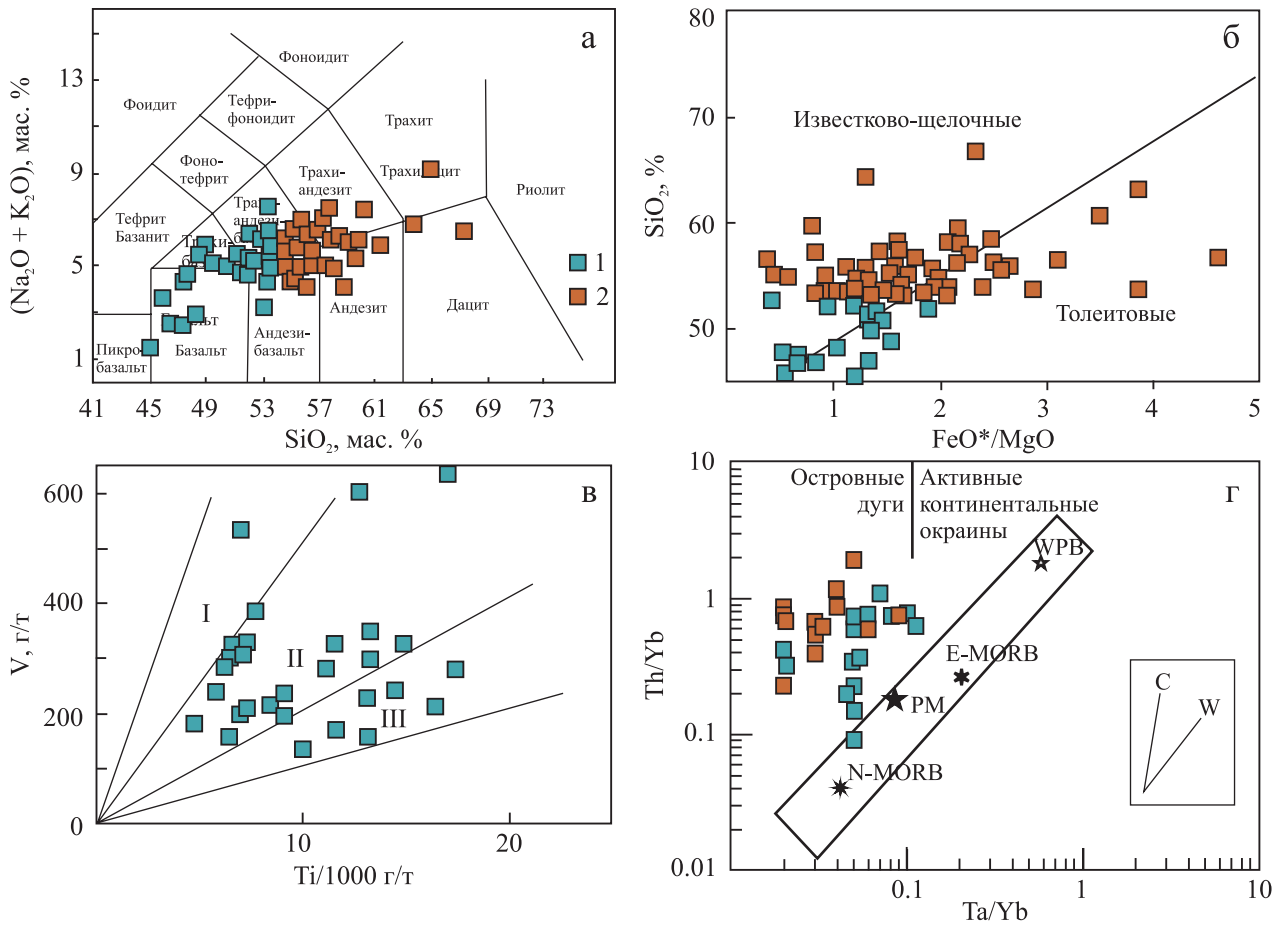 а
(Na₂O + K₂O), мас. %
13
9
5
1
Фоноидит
Фоидит
Тефри-
фоноидит
Трахит
Фоно-
тефрит
Трахи-
андезит
Риолит
Тефрит
Базанит
1
2
Андезит
Дацит
Базальт
Андези-
базальт
Пикро-
базальт
41
45
49
53
57
61
65
69
73
SiO₂, мас. %
б
SiO₂, %
80
70
60
50
Известково-щелочные
Толеитовые
1
2
3
4
5
FeO*/MgO
в
V, г/т
600
400
200
0
I
II
III
10
20
Ti/1000 г/т
г
Th/Yb
10
1
0.1
0.01
Островные
дуги
Активные
континентальные
окраины
WPB
E-MORB
PM
N-MORB
C
W
0.1
1
10
Ta/Yb